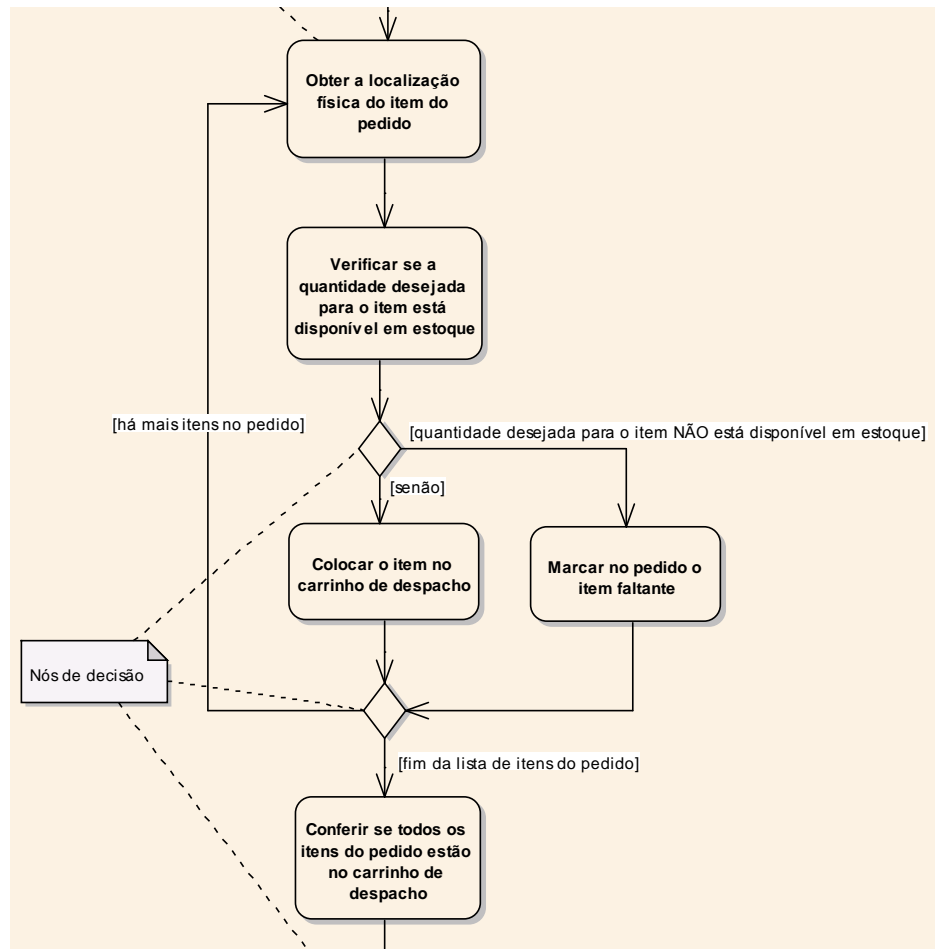 Obter a localização
física do item do
pedido
Verificar se a
quantidade desejada
para o item está
disponível em estoque
[há mais itens no pedido]
[quantidade desejada para o item NÃO está disponível em estoque]
[senão]
Colocar o item no
carrinho de despacho
Marcar no pedido o
item faltante
Nós de decisão
[fim da lista de itens do pedido]
Conferir se todos os
itens do pedido estão
no carrinho de
despacho